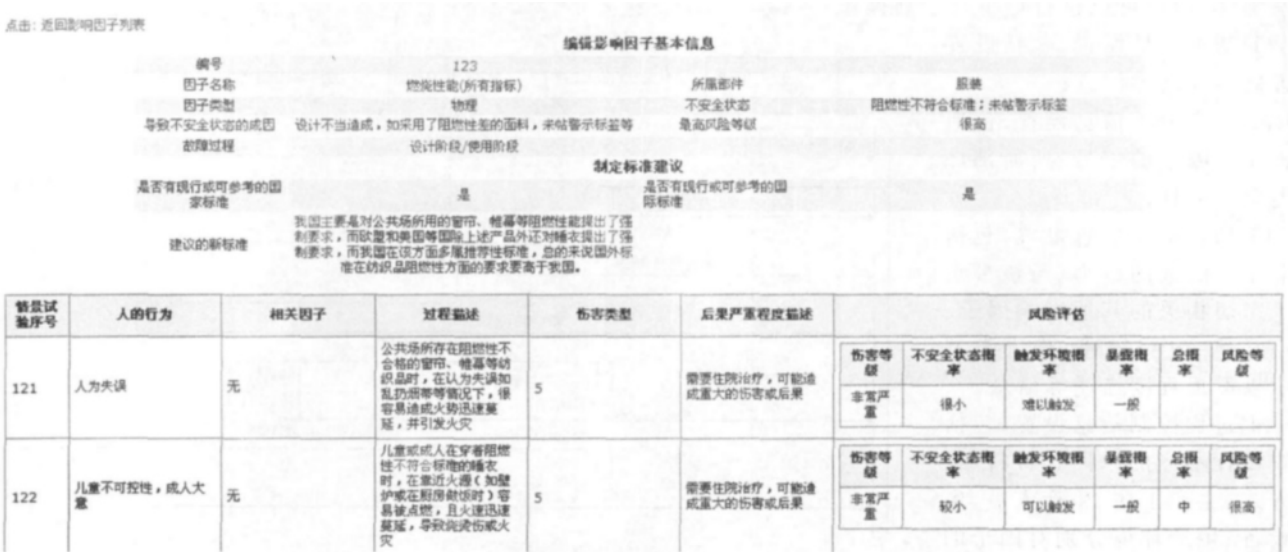 点击: 返回影响因子列表
编辑影响因子基本信息
编号 123
因子名称 燃烧性能(所有指标) 所属部件 服装
因子类型 物理 不安全状态 阻燃性不符合标准；未帖警示标签
导致不安全状态的成因 设计不当造成，如采用了阻燃性差的面料，未帖警示标签等 最高风险等级 很高
故障过程 设计阶段/使用阶段
制定标准建议
是否有现行或可参考的国
家标准
是
是否有现行或可参考的国
际标准
是
建议的新标准
我国主要是对公共场所用的窗帘、帷幕等阻燃性能提出了强
制要求，而欧盟和美国等国除上述产品外还对睡衣提出了强
制要求，而我国在该方面多属推荐性标准，总的来说国外标
准在纺织品阻燃性方面的要求要高于我国。
情景试
验序号
人的行为
相关因子
过程描述
伤害类型
后果严重程度描述
风险评估
121
人为失误
无
公共场所存在阻燃性不
合格的窗帘、帷幕等纺
织品时，在认为失误如
乱扔烟蒂等情况下，很
容易造成火势迅速蔓
延，并引发火灾
5
需要住院治疗，可能造
成重大的伤害或后果
伤害等
级
不安全状态概
率
触发环境概
率
暴露概
率
总概
率
风险等
级
非常严
重
很小
难以触发
一般
122
儿童不可控性，成人大
意
无
儿童或成人在穿着阻燃
性不符合标准的睡衣
时，在靠近火源(如壁
炉或在厨房做饭时)容
易被点燃，且火速迅速
蔓延，导致烧烫伤或火
灾
5
需要住院治疗，可能造
成重大的伤害或后果
伤害等
级
不安全状态概
率
触发环境概
率
暴露概
率
总概
率
风险等
级
非常严
重
较小
可以触发
一般
中
很高